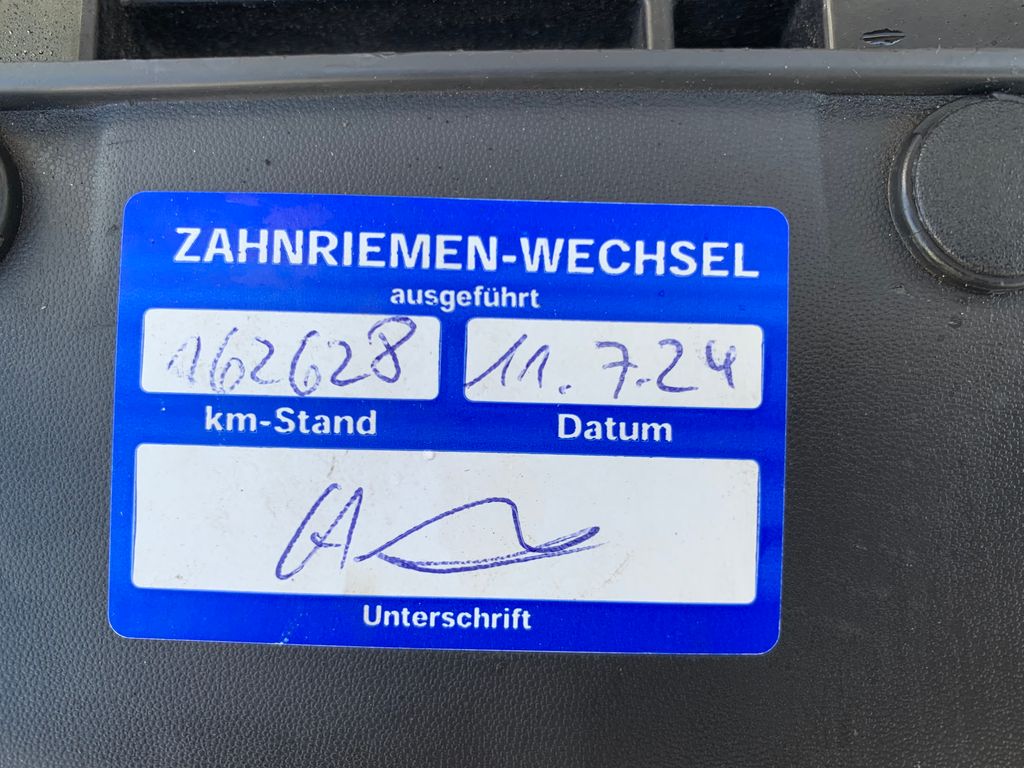 ZAHNRIEMEN-WECHSEL
ausgeführt
162628 11.7.24
km-Stand Datum
Unterschrift